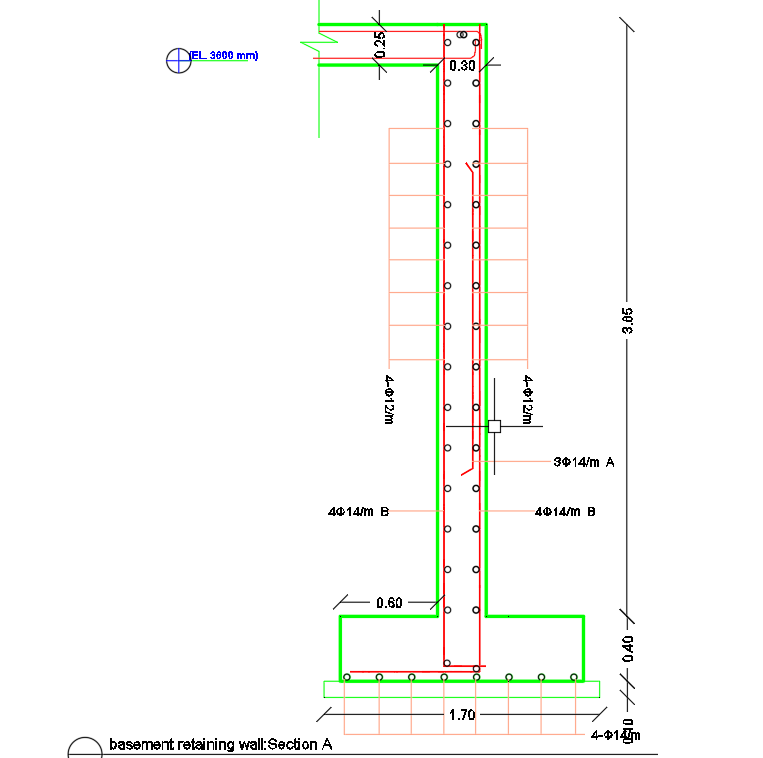 0.25
(EL. 3600 mm)
0.30
3.65
4-Φ12/m
4-Φ12/m
3Φ14/m A
4Φ14/m B
4Φ14/m B
0.60
0.40
1.70
4-Φ14/m
basement retaining wall:Section A